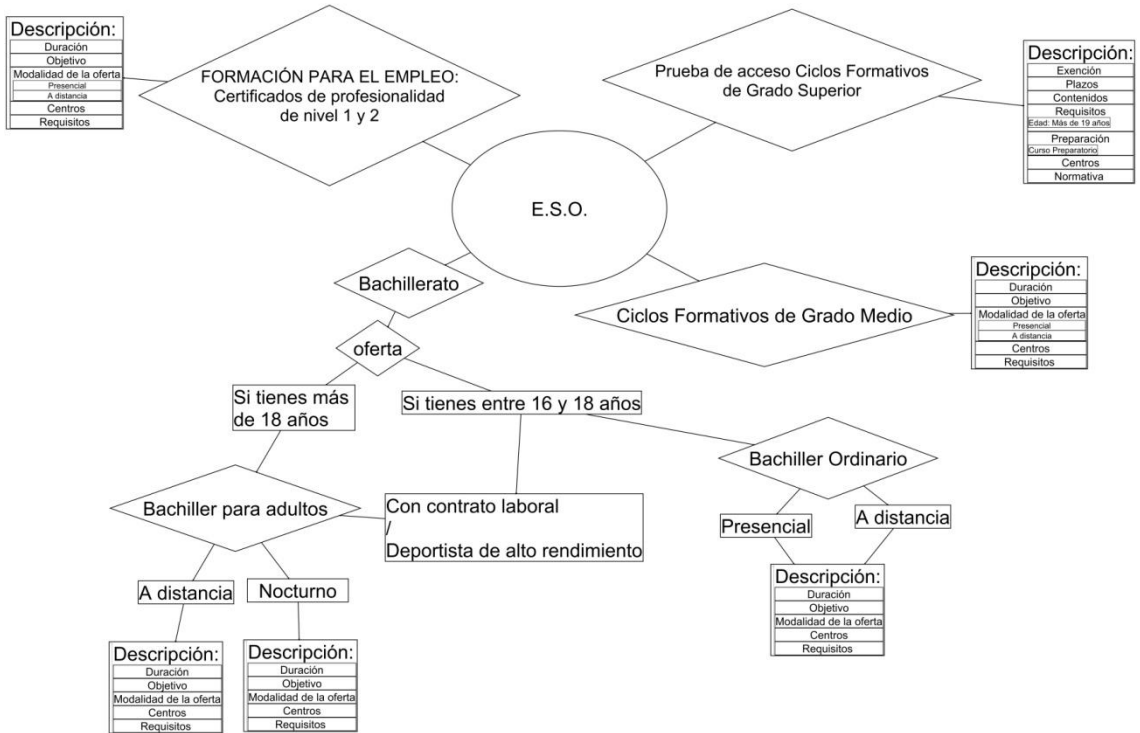 Descripción:
Duración
Objetivo
Modalidad de la oferta
Presencial
A distancia
Centros
Requisitos
FORMACIÓN PARA EL EMPLEO:
Certificados de profesionalidad
de nivel 1 y 2
Prueba de acceso Ciclos Formativos
de Grado Superior
Descripción:
Exención
Plazos
Contenidos
Requisitos
Edad: Más de 19 años
Preparación
Curso Preparatorio
Centros
Normativa
E.S.O.
Bachillerato
Ciclos Formativos de Grado Medio
Descripción:
Duración
Objetivo
Modalidad de la oferta
Presencial
A distancia
Centros
Requisitos
oferta
Si tienes más
de 18 años
Si tienes entre 16 y 18 años
Bachiller Ordinario
Bachiller para adultos
Con contrato laboral
/
Deportista de alto rendimiento
Presencial
A distancia
Descripción:
Duración
Objetivo
Modalidad de la oferta
Centros
Requisitos
A distancia
Nocturno
Descripción:
Duración
Objetivo
Modalidad de la oferta
Centros
Requisitos
Descripción:
Duración
Objetivo
Modalidad de la oferta
Centros
Requisitos